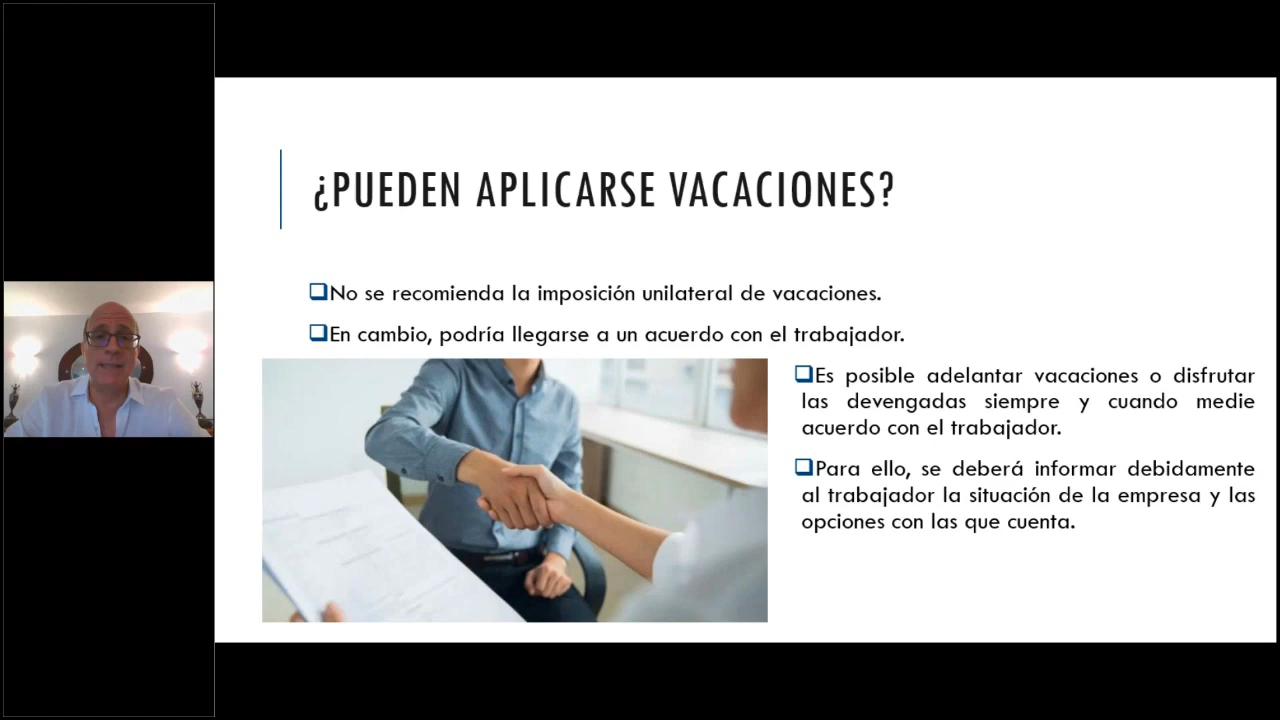 ¿PUEDEN APLICARSE VACACIONES?
No se recomienda la imposición unilateral de vacaciones.
En cambio, podría llegarse a un acuerdo con el trabajador.
Es posible adelantar vacaciones o disfrutar
las devengadas siempre y cuando medie
acuerdo con el trabajador.
Para ello, se deberá informar debidamente
al trabajador la situación de la empresa y las
opciones con las que cuenta.